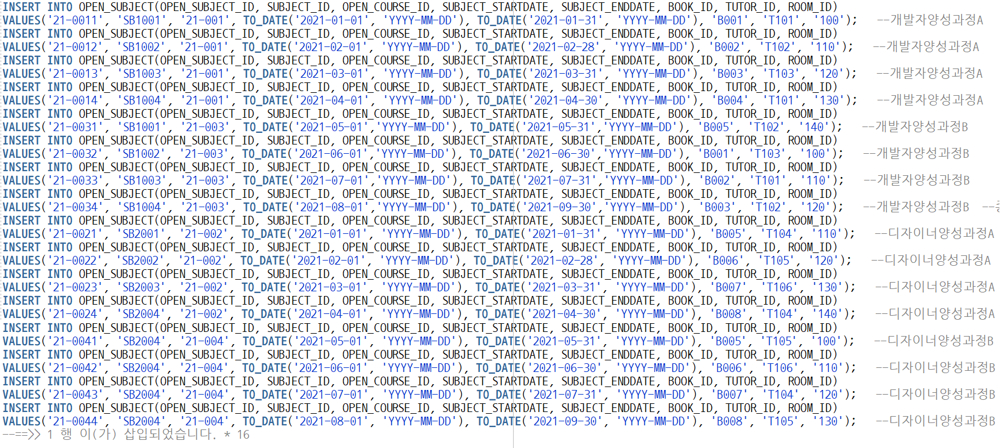 INSERT INTO OPEN_SUBJECT(OPEN_SUBJECT_ID, SUBJECT_ID, OPEN_COURSE_ID, SUBJECT_STARTDATE, SUBJECT_ENDDATE, BOOK_ID, TUTOR_ID, ROOM_ID)
VALUES('21-0011', 'SB1001', '21-001', TO_DATE('2021-01-01', 'YYYY-MM-DD'), TO_DATE('2021-01-31', 'YYYY-MM-DD'), 'B001', 'T101', '100'); --개발자양성과정A
INSERT INTO OPEN_SUBJECT(OPEN_SUBJECT_ID, SUBJECT_ID, OPEN_COURSE_ID, SUBJECT_STARTDATE, SUBJECT_ENDDATE, BOOK_ID, TUTOR_ID, ROOM_ID)
VALUES('21-0012', 'SB1002', '21-001', TO_DATE('2021-02-01', 'YYYY-MM-DD'), TO_DATE('2021-02-28', 'YYYY-MM-DD'), 'B002', 'T102', '110'); --개발자양성과정A
INSERT INTO OPEN_SUBJECT(OPEN_SUBJECT_ID, SUBJECT_ID, OPEN_COURSE_ID, SUBJECT_STARTDATE, SUBJECT_ENDDATE, BOOK_ID, TUTOR_ID, ROOM_ID)
VALUES('21-0013', 'SB1003', '21-001', TO_DATE('2021-03-01', 'YYYY-MM-DD'), TO_DATE('2021-03-31', 'YYYY-MM-DD'), 'B003', 'T103', '120'); --개발자양성과정A
INSERT INTO OPEN_SUBJECT(OPEN_SUBJECT_ID, SUBJECT_ID, OPEN_COURSE_ID, SUBJECT_STARTDATE, SUBJECT_ENDDATE, BOOK_ID, TUTOR_ID, ROOM_ID)
VALUES('21-0014', 'SB1004', '21-001', TO_DATE('2021-04-01', 'YYYY-MM-DD'), TO_DATE('2021-04-30', 'YYYY-MM-DD'), 'B004', 'T101', '130'); --개발자양성과정A
INSERT INTO OPEN_SUBJECT(OPEN_SUBJECT_ID, SUBJECT_ID, OPEN_COURSE_ID, SUBJECT_STARTDATE, SUBJECT_ENDDATE, BOOK_ID, TUTOR_ID, ROOM_ID)
VALUES('21-0031', 'SB1001', '21-003', TO_DATE('2021-05-01','YYYY-MM-DD'), TO_DATE('2021-05-31','YYYY-MM-DD'), 'B005', 'T102', '140'); --개발자양성과정B
INSERT INTO OPEN_SUBJECT(OPEN_SUBJECT_ID, SUBJECT_ID, OPEN_COURSE_ID, SUBJECT_STARTDATE, SUBJECT_ENDDATE, BOOK_ID, TUTOR_ID, ROOM_ID)
VALUES('21-0032', 'SB1002', '21-003', TO_DATE('2021-06-01','YYYY-MM-DD'), TO_DATE('2021-06-30','YYYY-MM-DD'), 'B001', 'T103', '100'); --개발자양성과정B
INSERT INTO OPEN_SUBJECT(OPEN_SUBJECT_ID, SUBJECT_ID, OPEN_COURSE_ID, SUBJECT_STARTDATE, SUBJECT_ENDDATE, BOOK_ID, TUTOR_ID, ROOM_ID)
VALUES('21-0033', 'SB1003', '21-003', TO_DATE('2021-07-01','YYYY-MM-DD'), TO_DATE('2021-07-31','YYYY-MM-DD'), 'B002', 'T101', '110'); --개발자양성과정B
INSERT INTO OPEN_SUBJECT(OPEN_SUBJECT_ID, SUBJECT_ID, OPEN_COURSE_ID, SUBJECT_STARTDATE, SUBJECT_ENDDATE, BOOK_ID, TUTOR_ID, ROOM_ID)
VALUES('21-0034', 'SB1004', '21-003', TO_DATE('2021-08-01','YYYY-MM-DD'), TO_DATE('2021-09-30','YYYY-MM-DD'), 'B003', 'T102', '120'); --개발자양성과정B --
INSERT INTO OPEN_SUBJECT(OPEN_SUBJECT_ID, SUBJECT_ID, OPEN_COURSE_ID, SUBJECT_STARTDATE, SUBJECT_ENDDATE, BOOK_ID, TUTOR_ID, ROOM_ID)
VALUES('21-0021', 'SB2001', '21-002', TO_DATE('2021-01-01', 'YYYY-MM-DD'), TO_DATE('2021-01-31', 'YYYY-MM-DD'), 'B005', 'T104', '110'); --디자이너양성과정A
INSERT INTO OPEN_SUBJECT(OPEN_SUBJECT_ID, SUBJECT_ID, OPEN_COURSE_ID, SUBJECT_STARTDATE, SUBJECT_ENDDATE, BOOK_ID, TUTOR_ID, ROOM_ID)
VALUES('21-0022', 'SB2002', '21-002', TO_DATE('2021-02-01', 'YYYY-MM-DD'), TO_DATE('2021-02-28', 'YYYY-MM-DD'), 'B006', 'T105', '120'); --디자이너양성과정A
INSERT INTO OPEN_SUBJECT(OPEN_SUBJECT_ID, SUBJECT_ID, OPEN_COURSE_ID, SUBJECT_STARTDATE, SUBJECT_ENDDATE, BOOK_ID, TUTOR_ID, ROOM_ID)
VALUES('21-0023', 'SB2003', '21-002', TO_DATE('2021-03-01', 'YYYY-MM-DD'), TO_DATE('2021-03-31', 'YYYY-MM-DD'), 'B007', 'T106', '130'); --디자이너양성과정A
INSERT INTO OPEN_SUBJECT(OPEN_SUBJECT_ID, SUBJECT_ID, OPEN_COURSE_ID, SUBJECT_STARTDATE, SUBJECT_ENDDATE, BOOK_ID, TUTOR_ID, ROOM_ID)
VALUES('21-0024', 'SB2004', '21-002', TO_DATE('2021-04-01', 'YYYY-MM-DD'), TO_DATE('2021-04-30', 'YYYY-MM-DD'), 'B008', 'T104', '140'); --디자이너양성과정A
INSERT INTO OPEN_SUBJECT(OPEN_SUBJECT_ID, SUBJECT_ID, OPEN_COURSE_ID, SUBJECT_STARTDATE, SUBJECT_ENDDATE, BOOK_ID, TUTOR_ID, ROOM_ID)
VALUES('21-0041', 'SB2004', '21-004', TO_DATE('2021-05-01', 'YYYY-MM-DD'), TO_DATE('2021-05-31', 'YYYY-MM-DD'), 'B005', 'T105', '100'); --디자이너양성과정B
INSERT INTO OPEN_SUBJECT(OPEN_SUBJECT_ID, SUBJECT_ID, OPEN_COURSE_ID, SUBJECT_STARTDATE, SUBJECT_ENDDATE, BOOK_ID, TUTOR_ID, ROOM_ID)
VALUES('21-0042', 'SB2004', '21-004', TO_DATE('2021-06-01', 'YYYY-MM-DD'), TO_DATE('2021-06-30', 'YYYY-MM-DD'), 'B006', 'T106', '110'); --디자이너양성과정B
INSERT INTO OPEN_SUBJECT(OPEN_SUBJECT_ID, SUBJECT_ID, OPEN_COURSE_ID, SUBJECT_STARTDATE, SUBJECT_ENDDATE, BOOK_ID, TUTOR_ID, ROOM_ID)
VALUES('21-0043', 'SB2004', '21-004', TO_DATE('2021-07-01', 'YYYY-MM-DD'), TO_DATE('2021-07-31', 'YYYY-MM-DD'), 'B007', 'T104', '120'); --디자이너양성과정B
INSERT INTO OPEN_SUBJECT(OPEN_SUBJECT_ID, SUBJECT_ID, OPEN_COURSE_ID, SUBJECT_STARTDATE, SUBJECT_ENDDATE, BOOK_ID, TUTOR_ID, ROOM_ID)
VALUES('21-0044', 'SB2004', '21-004', TO_DATE('2021-08-01', 'YYYY-MM-DD'), TO_DATE('2021-09-30', 'YYYY-MM-DD'), 'B008', 'T105', '130'); --디자이너양성과정B
--==>> 1 행 이(가) 삽입되었습니다. * 16